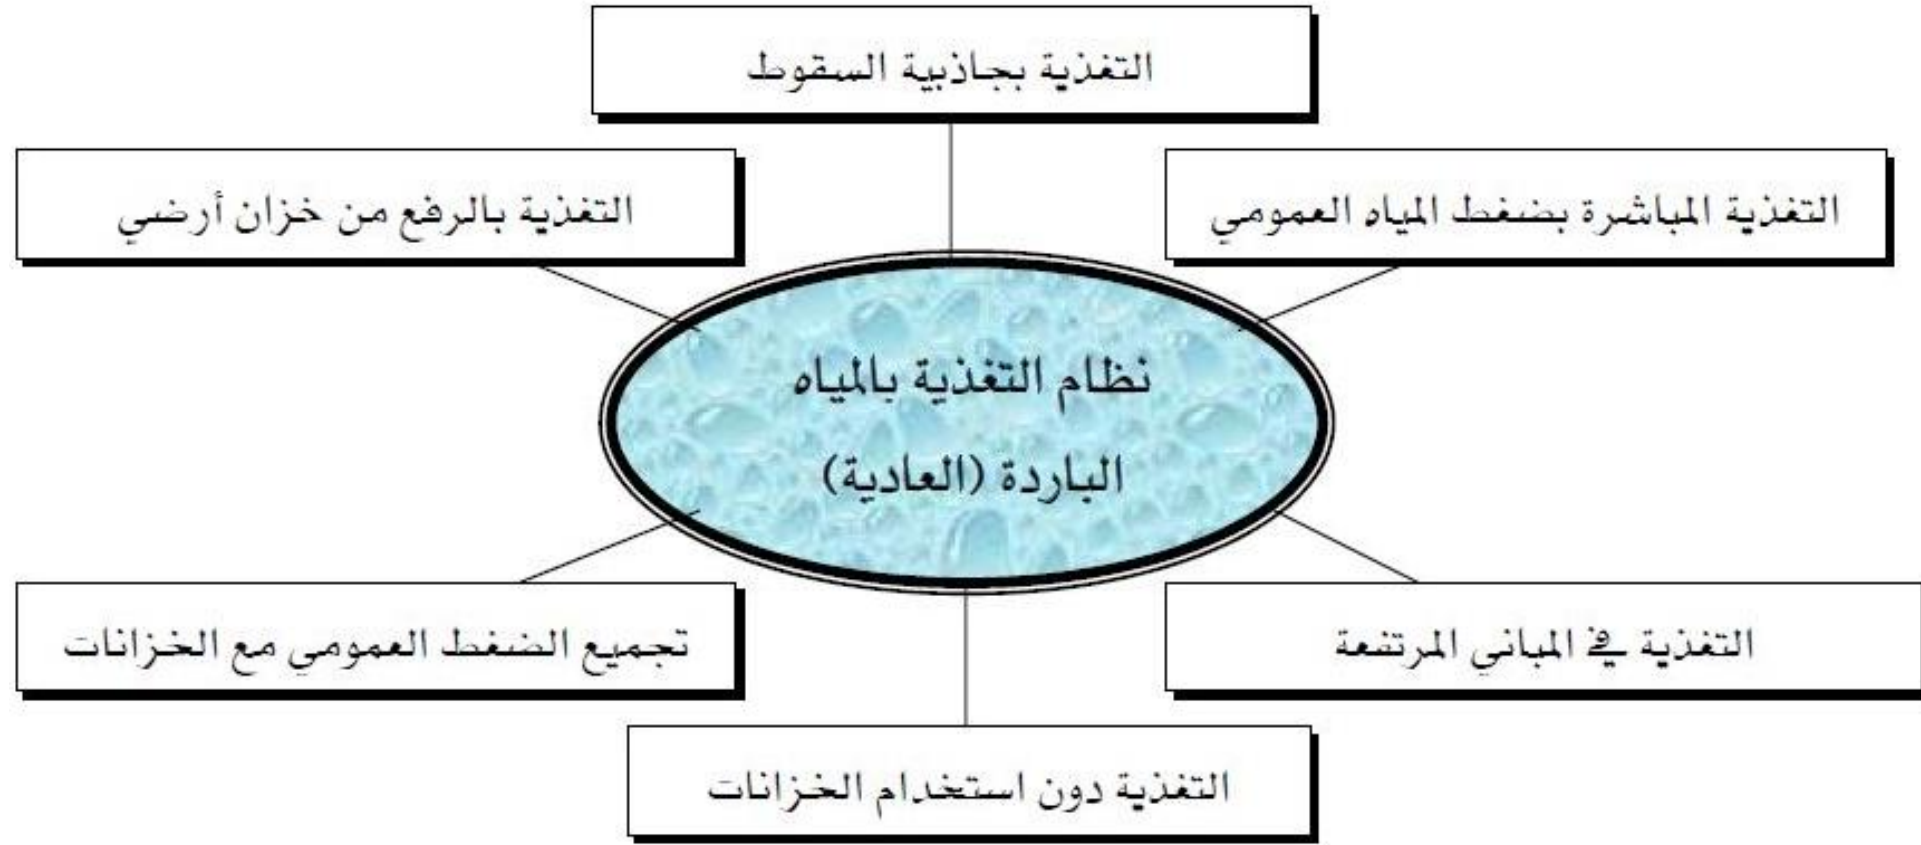 التغذية بجاذبية السقوط
التغذية المباشرة بضغط المياه العمومي
التغذية بالرفع من خزان أرضي
نظام التغذية بالمياه
الباردة (العادية)
التغذية في المباني المرتفعة
تجميع الضغط العمومي مع الخزانات
التغذية دون استخدام الخزانات